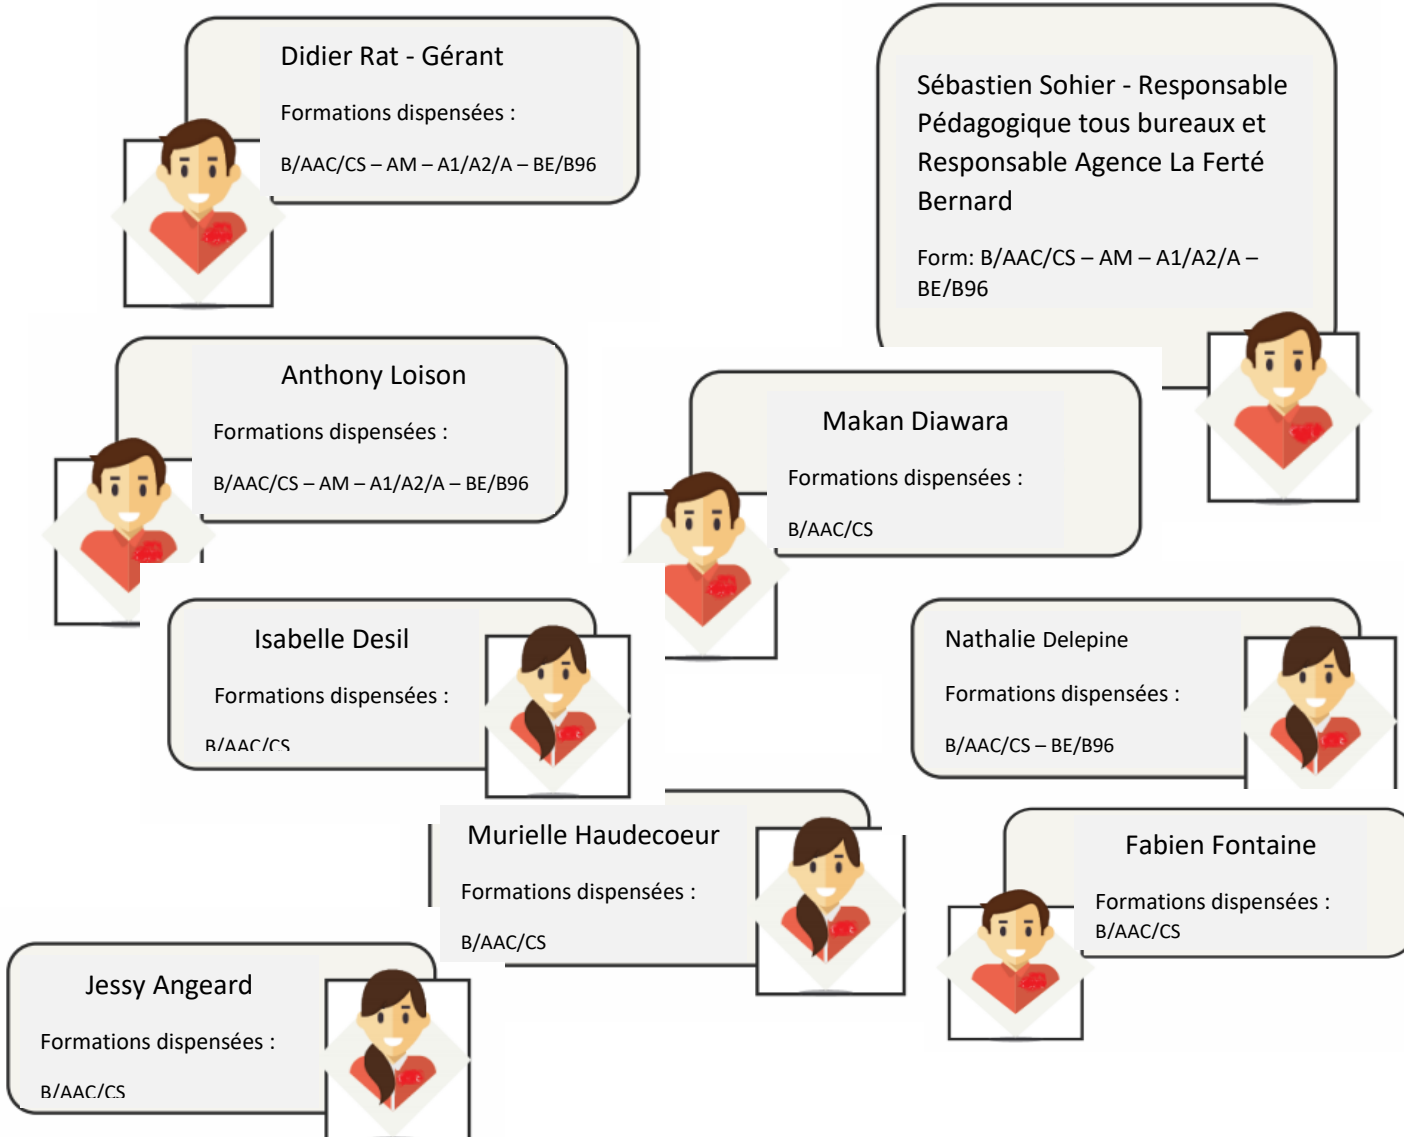 Didier Rat - Gérant
Formations dispensées :
B/AAC/CS – AM – A1/A2/A – BE/B96
Sébastien Sohier - Responsable
Pédagogique tous bureaux et
Responsable Agence La Ferté
Bernard
Form: B/AAC/CS – AM – A1/A2/A –
BE/B96
Anthony Loison
Formations dispensées :
B/AAC/CS – AM – A1/A2/A – BE/B96
Makan Diawara
Formations dispensées :
B/AAC/CS
Isabelle Desil
Formations dispensées :
B/AAC/CS
Nathalie Delepine
Formations dispensées :
B/AAC/CS – BE/B96
Murielle Haudecoeur
Formations dispensées :
B/AAC/CS
Fabien Fontaine
Formations dispensées :
B/AAC/CS
Jessy Angeard
Formations dispensées :
B/AAC/CS